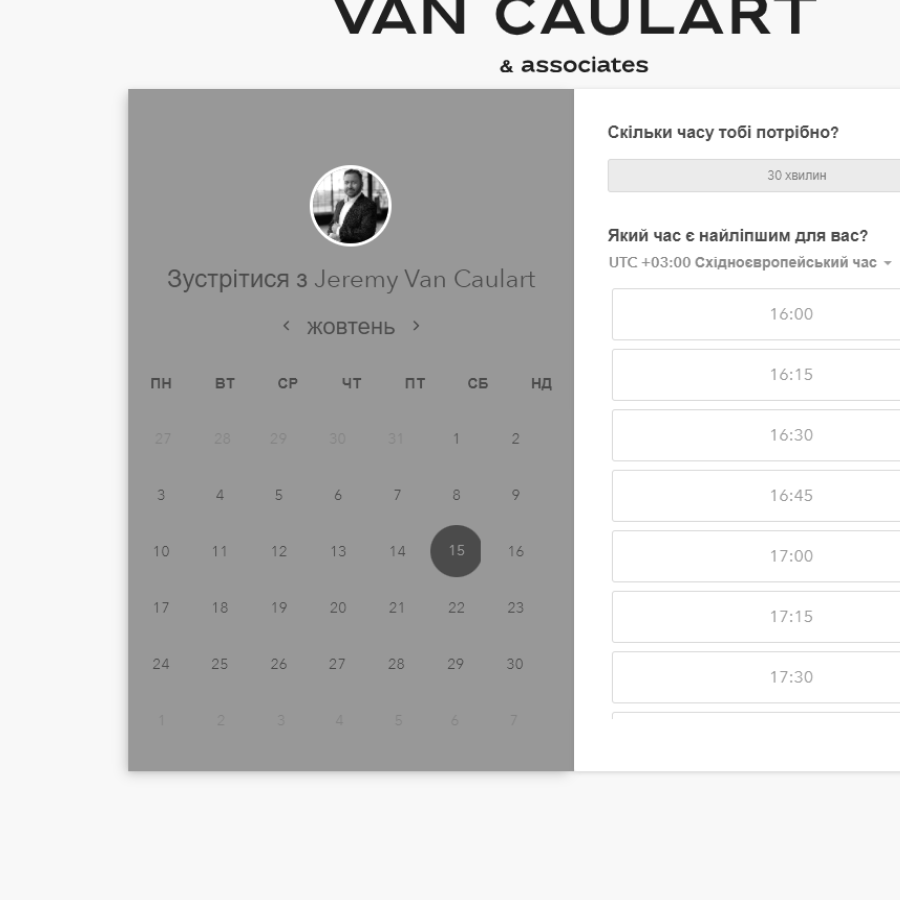 VAN CAULART
& associates
Зустрітися з Jeremy Van Caulart
жовтень
ПН ВТ СР ЧТ ПТ СБ НД
27 28 29 30 31 1 2
3 4 5 6 7 8 9
10 11 12 13 14 15 16
17 18 19 20 21 22 23
24 25 26 27 28 29 30
1 2 3 4 5 6 7
Скільки часу тобі потрібно?
30 хвилин
Який час є найліпшим для вас?
UTC +03:00 Східноєвропейський час
16:00
16:15
16:30
16:45
17:00
17:15
17:30